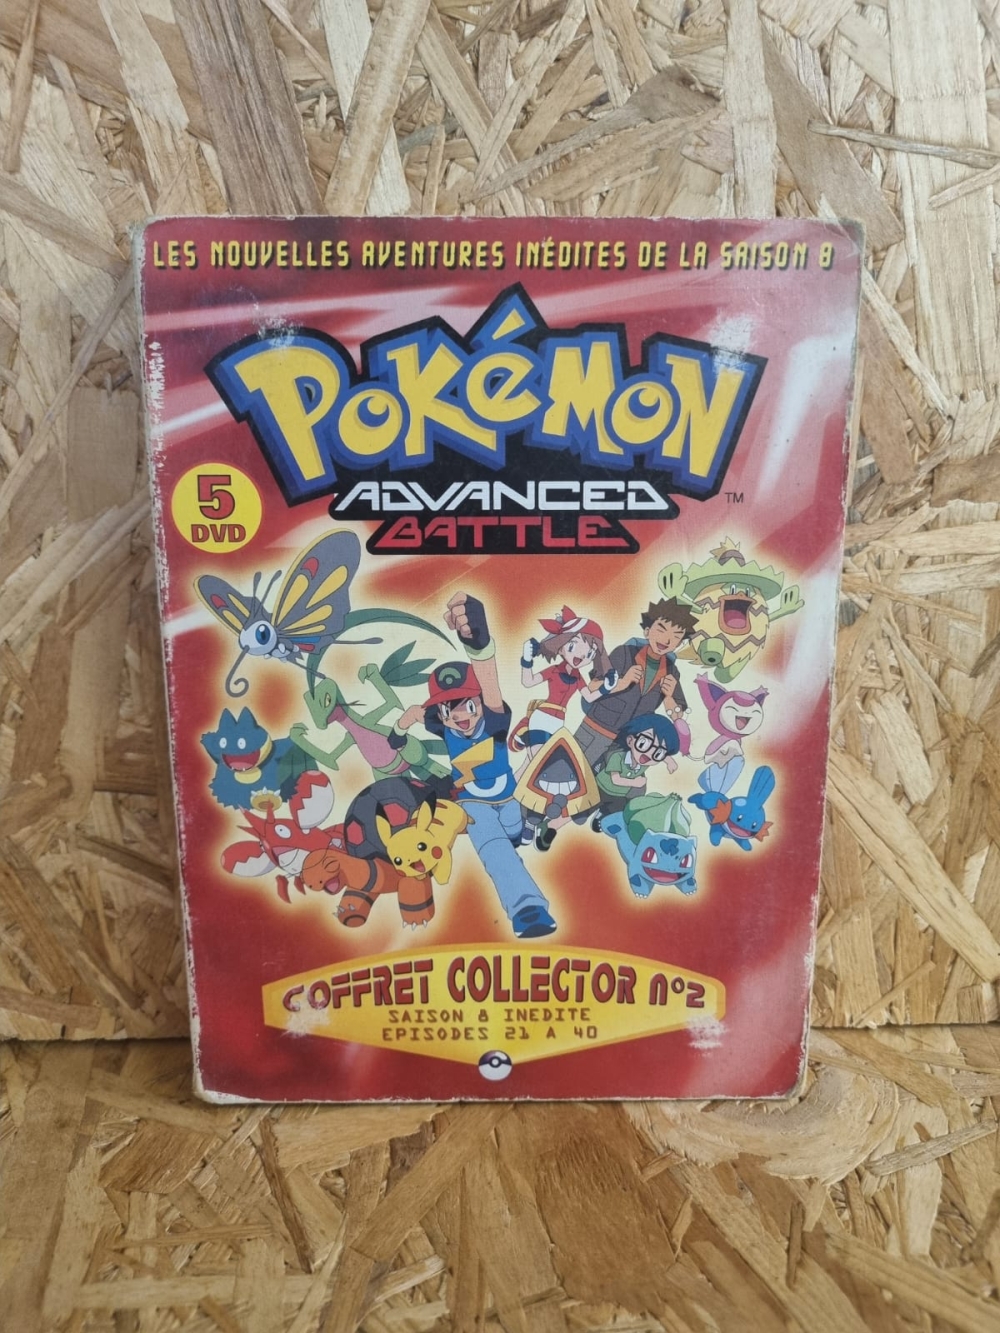 LES NOUVELLES AVENTURES INÉDITES DE LA SAISON 8
POKéMON
TM
ADVANCED
BATTLE
5
DVD
COFFRET COLLECTOR N°2
SAISON 8 INEDITE
EPISODES 21 A 40